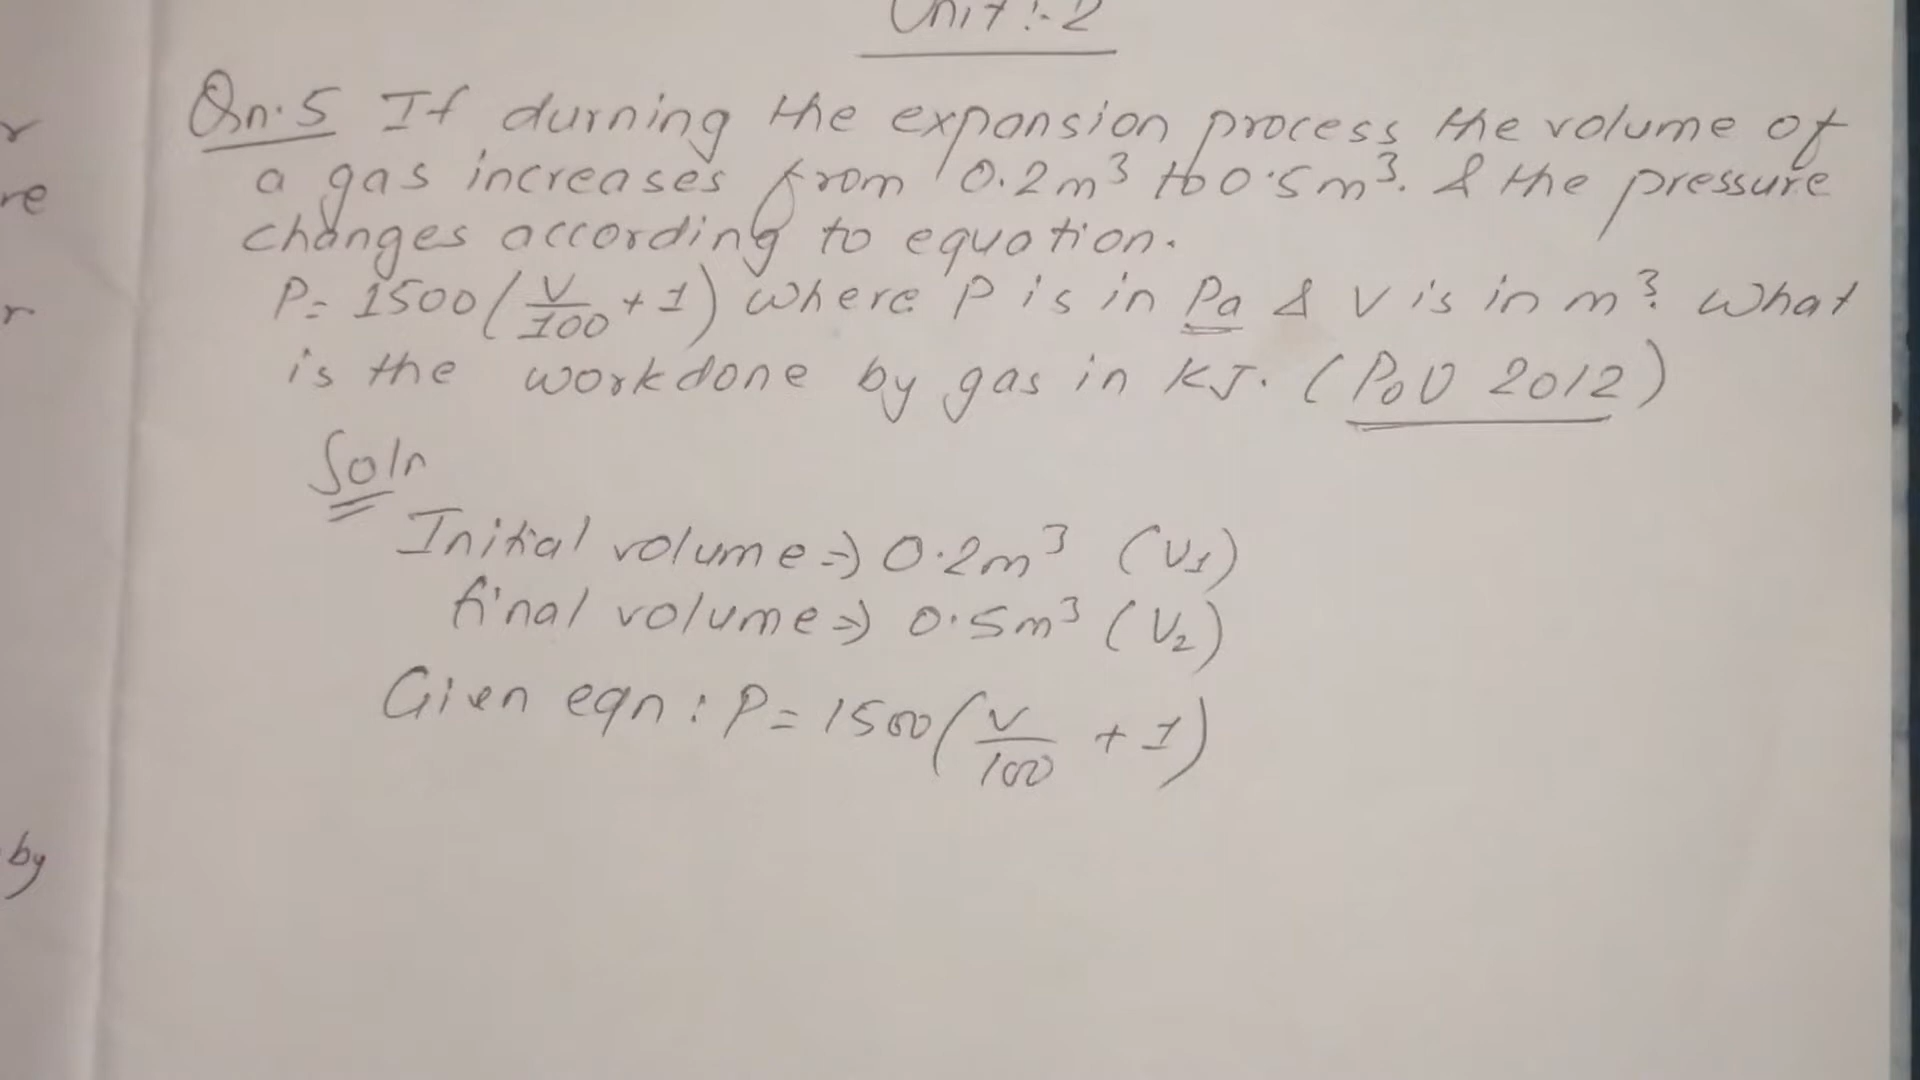 Unit :- 2
r
re
r
by
Qn.5 If durning the expansion process the volume of
a gas increases from 0.2m³ to 0.5m³. & the pressure
changes according to equation.
P= 1500(V/100 +1) where P is in Pa & V is in m³. What
is the workdone by gas in KJ. (PoU 2012)
Soln
Initial volume => 0.2m³ (V₁)
final volume => 0.5m³ (V₂)
Given eqn : P= 1500(V/100 + 1)